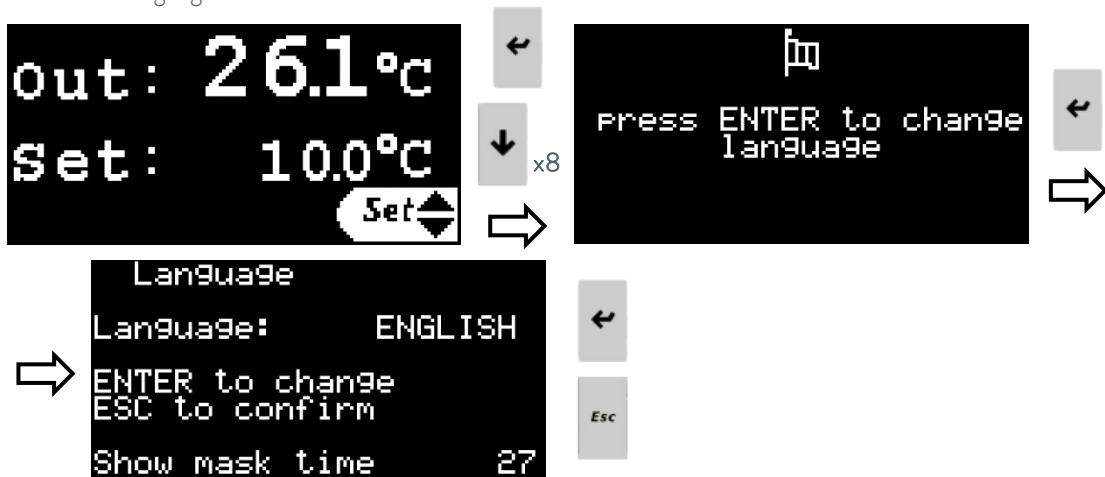 out: 26.1°C
Set: 10.0°C
Set
x8
press ENTER to change
language
Language
Language: ENGLISH
ENTER to change
ESC to confirm
Show mask time 27
Esc